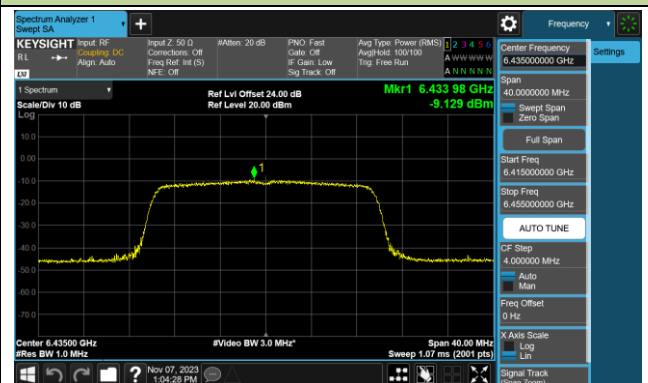 Spectrum Analyzer 1
Swept SA
Frequency
KEYSIGHT
RL
LXI
Input: RF
Coupling: DC
Align: Auto
Input Z: 50 Ω
Corrections: Off
Freq Ref: Int (S)
NFE: Off
#Atten: 20 dB
PNO: Fast
Gate: Off
IF Gain: Low
Sig Track: Off
Avg Type: Power (RMS)
Avg|Hold: 100/100
Trig: Free Run
1 2 3 4 5 6
A W W W W W
A N N N N N
1 Spectrum
Scale/Div 10 dB
Log
Ref Lvl Offset 24.00 dB
Ref Level 20.00 dBm
Mkr1 6.433 98 GHz
-9.129 dBm
1
10.0
0.00
-10.0
-20.0
-30.0
-40.0
-50.0
-60.0
-70.0
Center 6.43500 GHz
#Res BW 1.0 MHz
#Video BW 3.0 MHz*
Span 40.00 MHz
Sweep 1.07 ms (2001 pts)
Nov 07, 2023
1:04:28 PM
Center Frequency
6.435000000 GHz
Settings
Span
40.0000000 MHz
Swept Span
Zero Span
Full Span
Start Freq
6.415000000 GHz
Stop Freq
6.455000000 GHz
AUTO TUNE
CF Step
4.000000 MHz
Auto
Man
Freq Offset
0 Hz
X Axis Scale
Log
Lin
Signal Track
(Span Zoom)